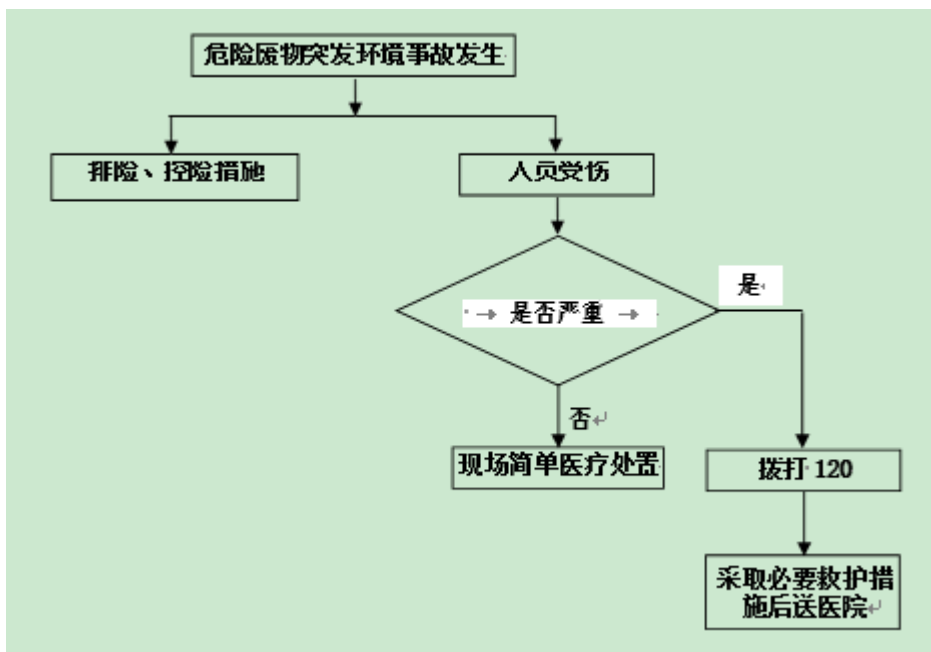 危险废物突发环境事故发生
排险、控险措施
人员受伤
是
是否严重
否
现场简单医疗处置
拨打 120
采取必要救护措
施后送医院